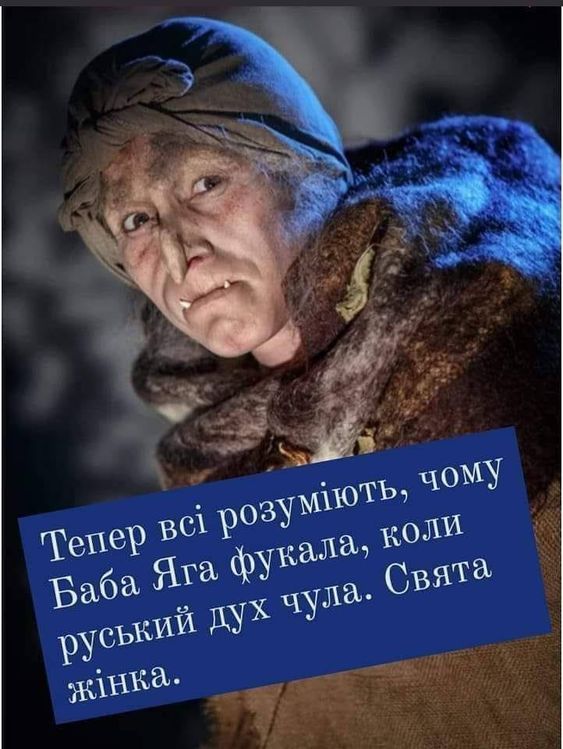 Тепер всі розуміють, чому
Баба Яга фукала, коли
руський дух чула. Свята
жінка.